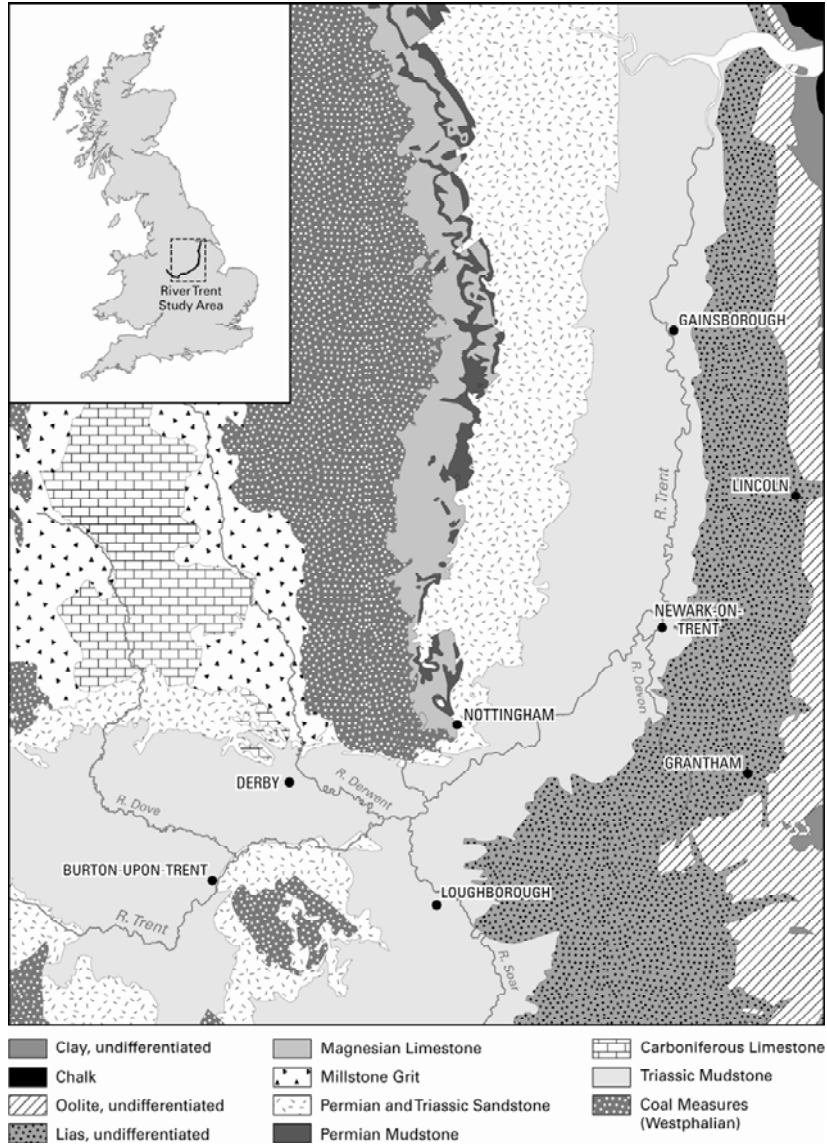 River Trent
Study Area
GAINSBOROUGH
R. Trent
LINCOLN
NEWARK-ON-
TRENT
R. Devon
NOTTINGHAM
GRANTHAM
DERBY
R. Derwent
R. Dove
BURTON-UPON-TRENT
LOUGHBOROUGH
R. Trent
R. Soar
Clay, undifferentiated
Chalk
Oolite, undifferentiated
Lias, undifferentiated
Magnesian Limestone
Millstone Grit
Permian and Triassic Sandstone
Permian Mudstone
Carboniferous Limestone
Triassic Mudstone
Coal Measures
(Westphalian)